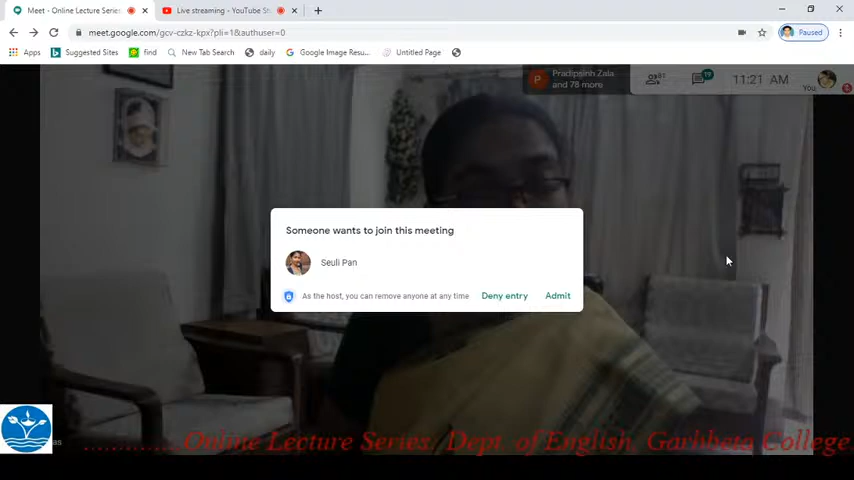 Meet - Online Lecture Series:
Live streaming - YouTube St
meet.google.com/gcv-czkz-kpx?pli=1&authuser=0
Paused
Apps
Suggested Sites
find
New Tab Search
daily
Google Image Resu...
Untitled Page
P
Pradipsinh Zala
and 78 more
81
19
11:21 AM
You
Someone wants to join this meeting
Seuli Pan
As the host, you can remove anyone at any time
Deny entry
Admit
...............Online Lecture Series: Dept. of English, Garhbeta College